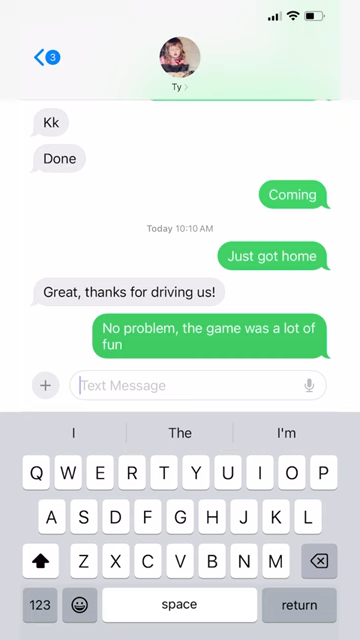 3
Ty
Kk
Done
Coming
Today 10:10 AM
Just got home
Great, thanks for driving us!
No problem, the game was a lot of
fun
Text Message
I The I'm
Q W E R T Y U I O P
A S D F G H J K L
Z X C V B N M
123 space return